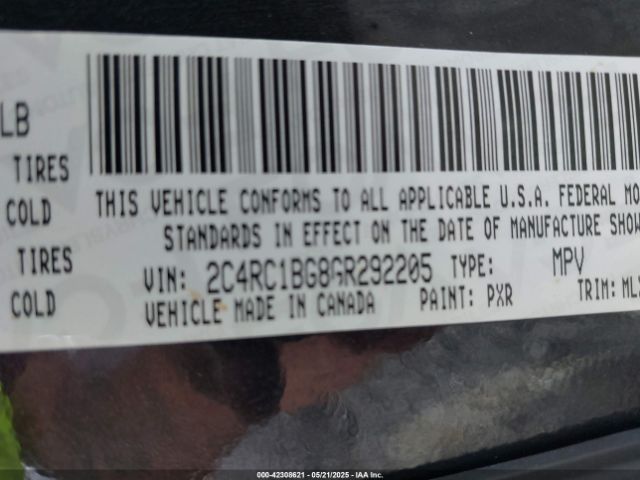 LB
TIRES
COLD
TIRES
COLD
THIS VEHICLE CONFORMS TO ALL APPLICABLE U.S.A. FEDERAL MO
STANDARDS IN EFFECT ON THE DATE OF MANUFACTURE SHOW
VIN: 2C4RC1BG8GR292205 TYPE: MPV
VEHICLE MADE IN CANADA PAINT: PXR TRIM: MLX
000-42308621 / 05/21/2025 / IAA Inc.